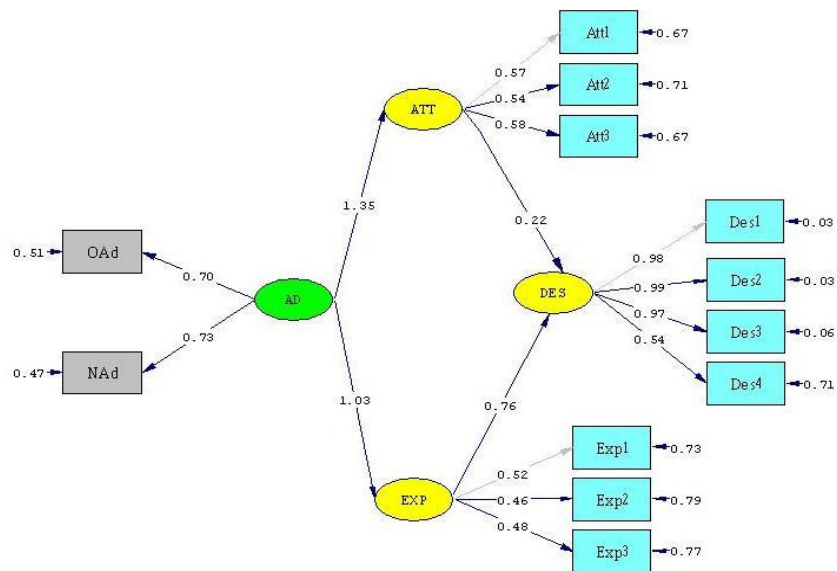 Att1
0.67
0.57
ATT
0.54
Att2
0.71
0.58
Att3
0.67
1.35
0.22
Des1
0.03
0.98
0.51
OAd
0.70
AD
DES
0.99
Des2
0.03
0.97
Des3
0.06
0.73
0.54
0.47
NAd
Des4
0.71
1.03
0.76
Exp1
0.73
0.52
EXP
0.46
Exp2
0.79
0.48
Exp3
0.77